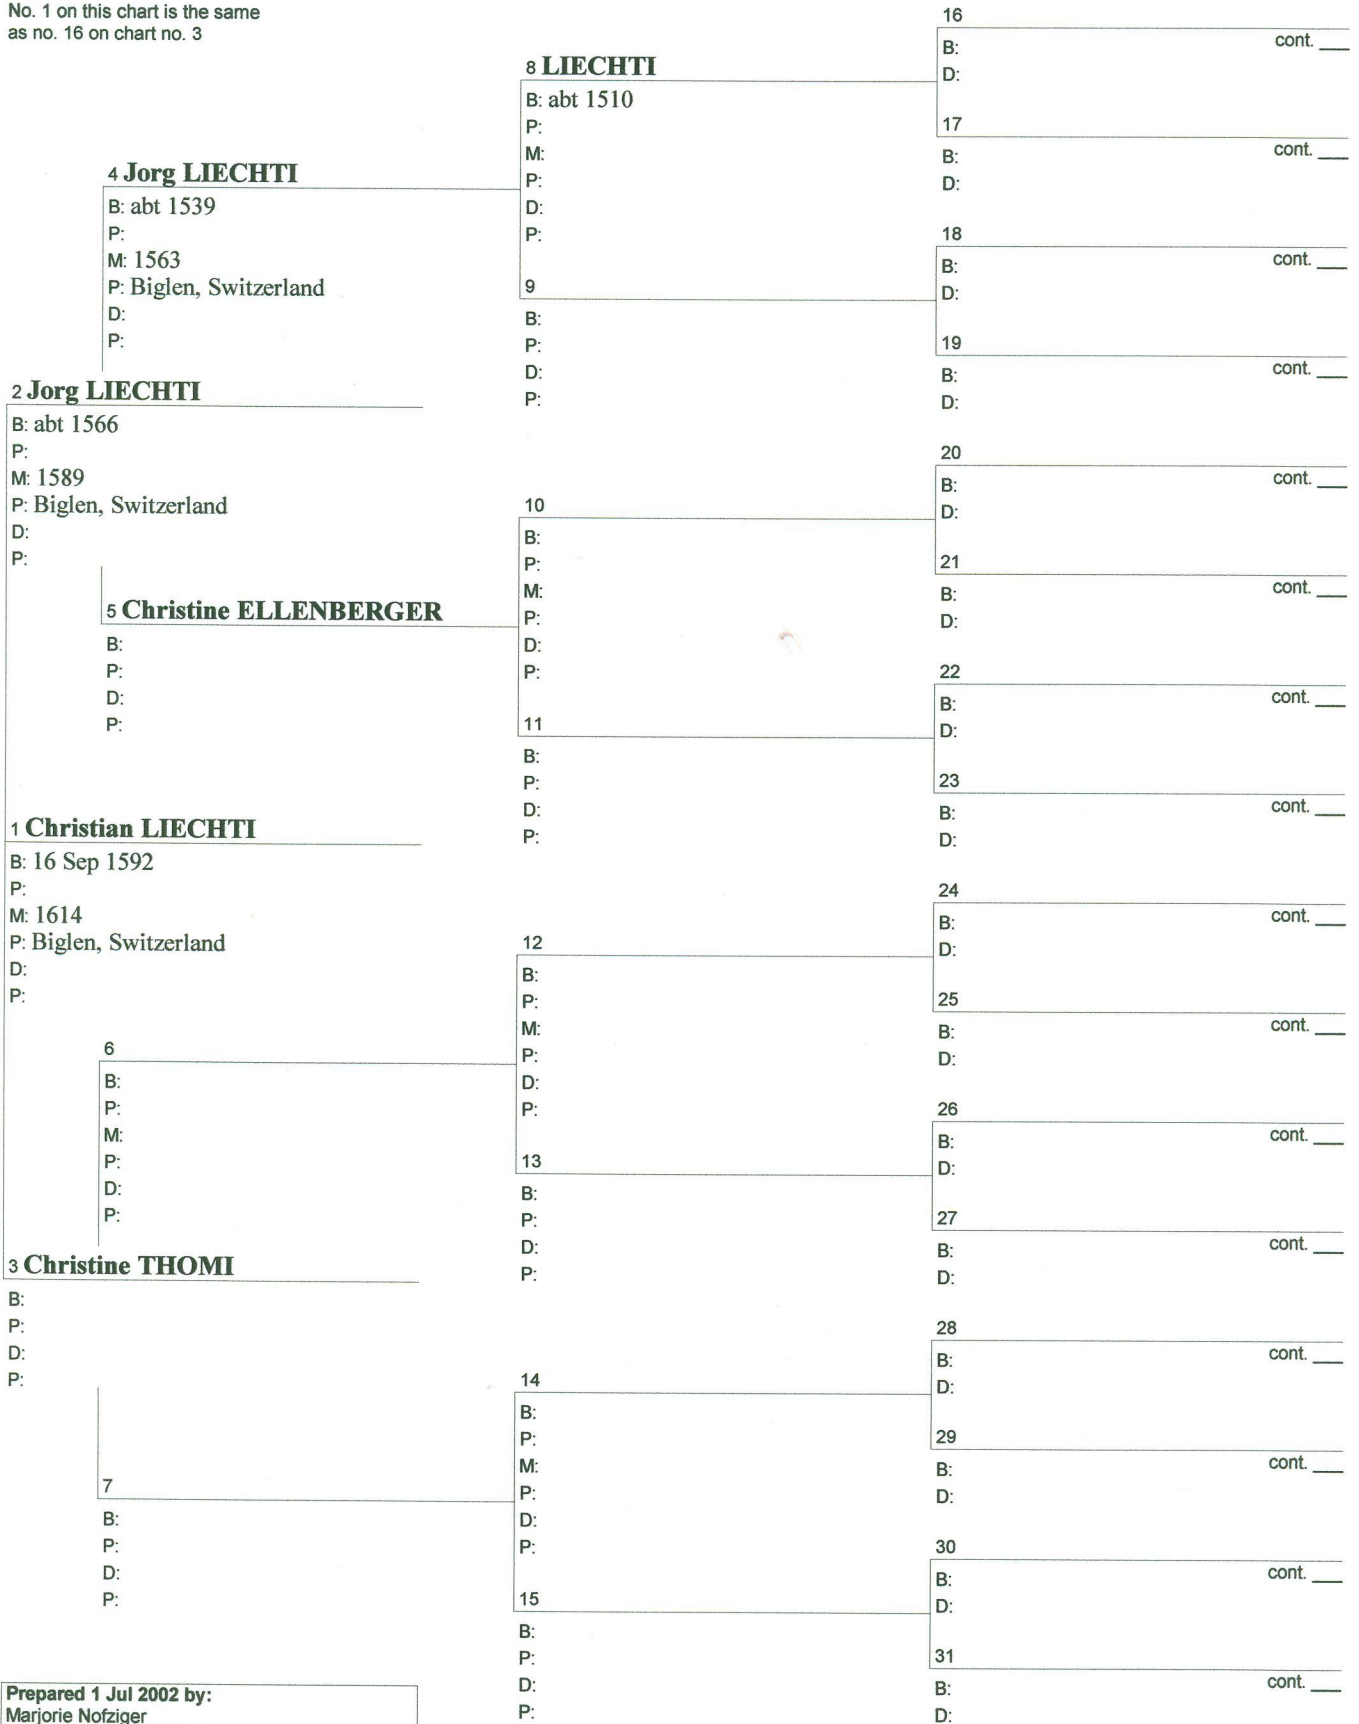 No. 1 on this chart is the same
as no. 16 on chart no. 3
2 Jorg LIECHTI
B: abt 1566
P:
M: 1589
P: Biglen, Switzerland
D:
P:
1 Christian LIECHTI
B: 16 Sep 1592
P:
M: 1614
P: Biglen, Switzerland
D:
P:
3 Christine THOMI
B:
P:
D:
P:
4 Jorg LIECHTI
B: abt 1539
P:
M: 1563
P: Biglen, Switzerland
D:
P:
5 Christine ELLENBERGER
B:
P:
D:
P:
6
B:
P:
M:
P:
D:
P:
7
B:
P:
D:
P:
8 LIECHTI
B: abt 1510
P:
M:
P:
D:
P:
9
B:
P:
D:
P:
10
B:
P:
M:
P:
D:
P:
11
B:
P:
D:
P:
12
B:
P:
M:
P:
D:
P:
13
B:
P:
D:
P:
14
B:
P:
M:
P:
D:
P:
15
B:
P:
D:
P:
16
B: cont. ___
D:
17
B: cont. ___
D:
18
B: cont. ___
D:
19
B: cont. ___
D:
20
B: cont. ___
D:
21
B: cont. ___
D:
22
B: cont. ___
D:
23
B: cont. ___
D:
24
B: cont. ___
D:
25
B: cont. ___
D:
26
B: cont. ___
D:
27
B: cont. ___
D:
28
B: cont. ___
D:
29
B: cont. ___
D:
30
B: cont. ___
D:
31
B: cont. ___
D:
Prepared 1 Jul 2002 by:
Marjorie Nofziger